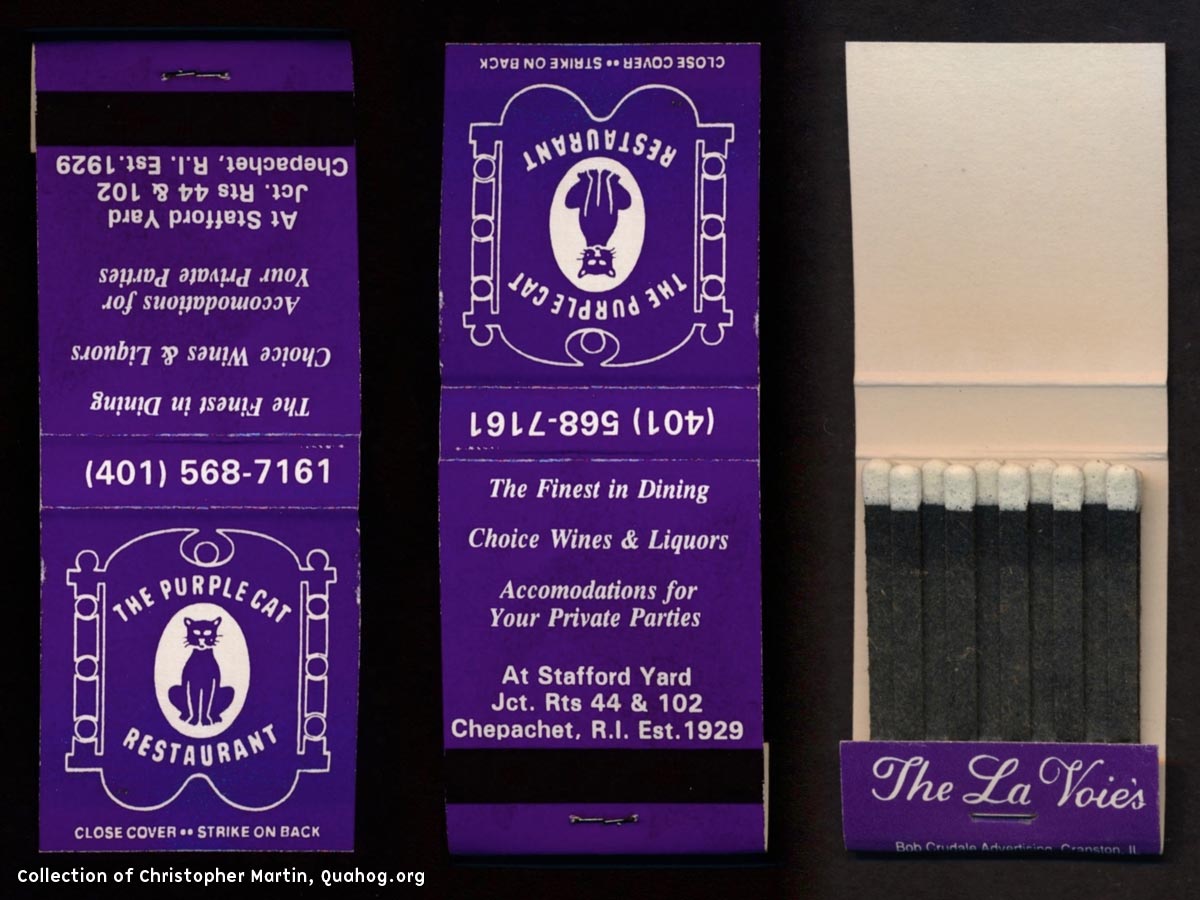 Chepachet, R.I. Est.1929
Jct. Rts 44 & 102
At Stafford Yard
Your Private Parties
Accomodations for
Choice Wines & Liquors
The Finest in Dining
(401) 568-7161
THE PURPLE CAT
RESTAURANT
CLOSE COVER •• STRIKE ON BACK
CLOSE COVER •• STRIKE ON BACK
RESTAURANT
THE PURPLE CAT
(401) 568-7161
The Finest in Dining
Choice Wines & Liquors
Accomodations for
Your Private Parties
At Stafford Yard
Jct. Rts 44 & 102
Chepachet, R.I. Est.1929
The La Voie's
Bob Crudale Advertising, Cranston,
Collection of Christopher Martin, Quahog.org